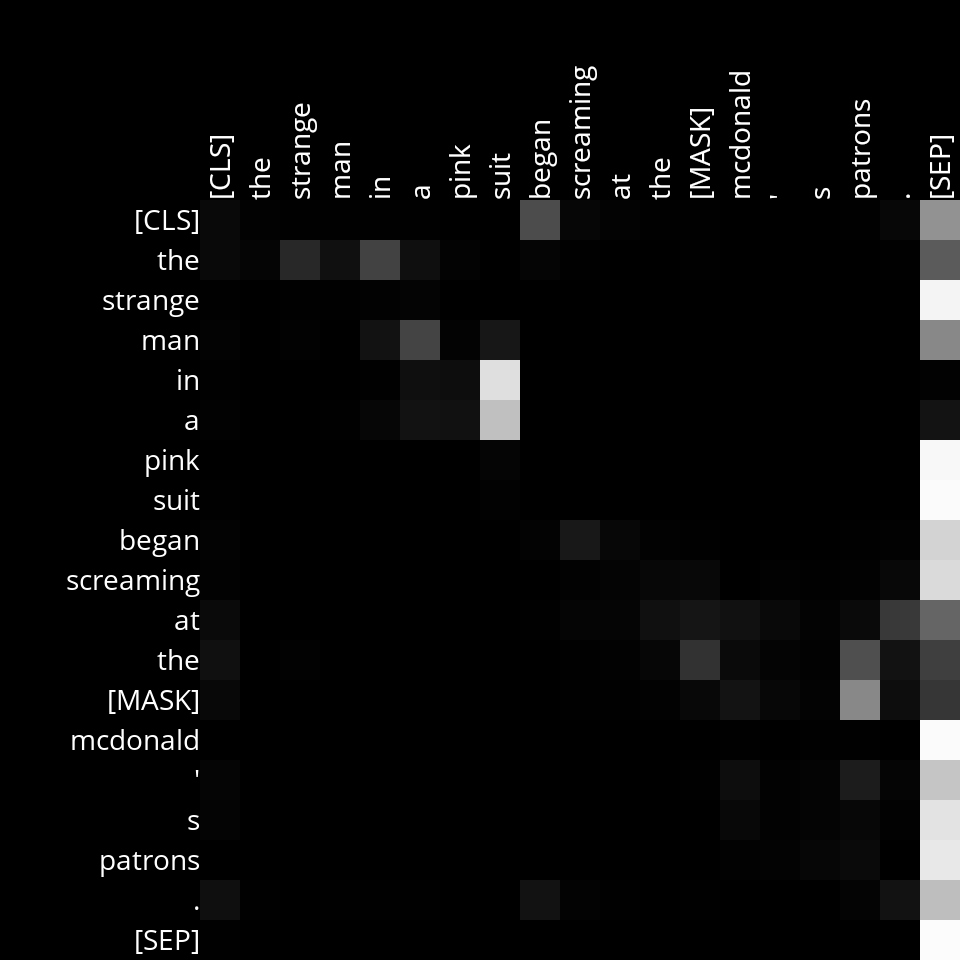 [CLS] the strange man in a pink suit began screaming at the [MASK] mcdonald ' s patrons . [SEP]
[CLS]
the
strange
man
in
a
pink
suit
began
screaming
at
the
[MASK]
mcdonald
'
s
patrons
.
[SEP]